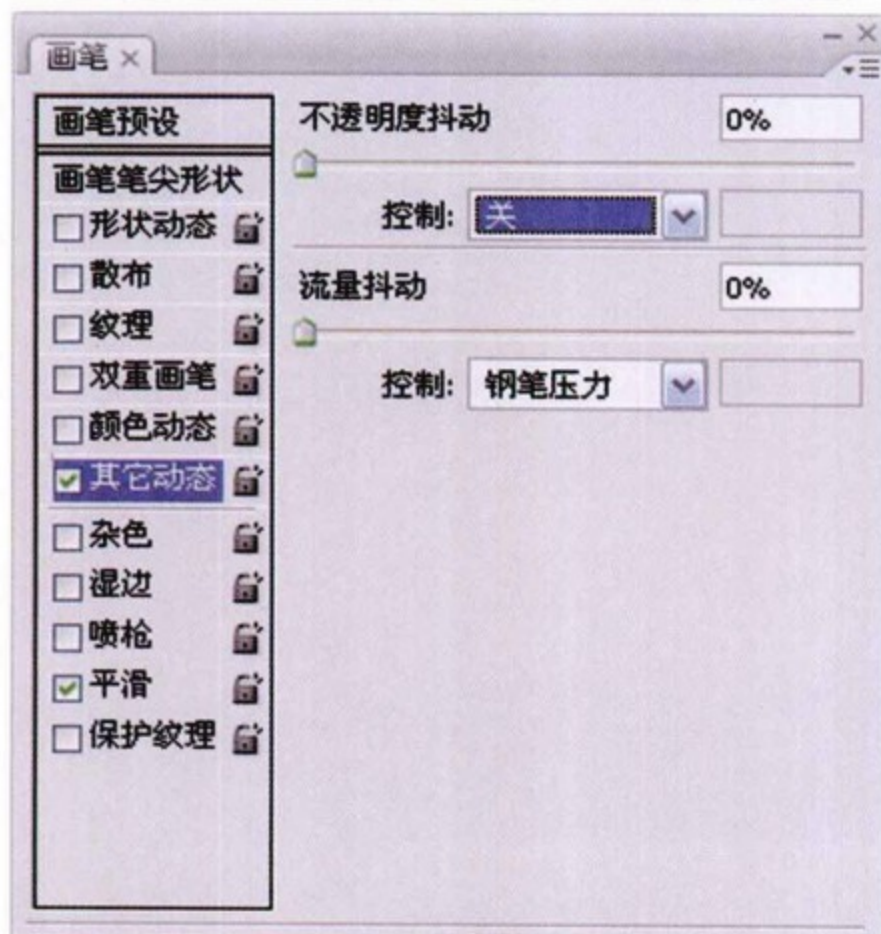 画笔
画笔预设
画笔笔尖形状
形状动态
散布
纹理
双重画笔
颜色动态
其它动态
杂色
湿边
喷枪
平滑
保护纹理
不透明度抖动 0%
控制: 关
流量抖动 0%
控制: 钢笔压力